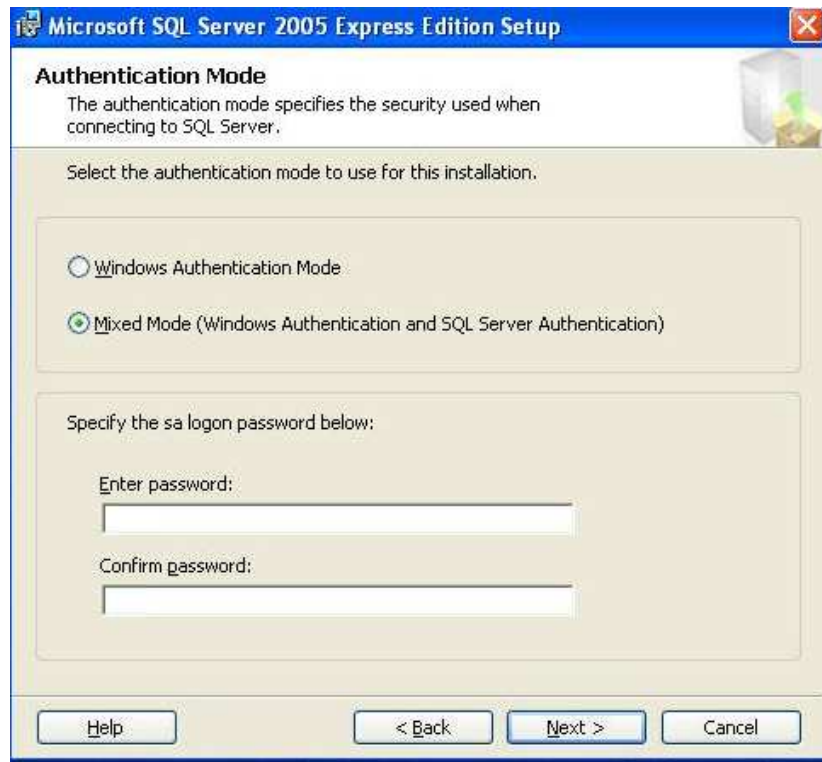 Microsoft SQL Server 2005 Express Edition Setup
Authentication Mode
The authentication mode specifies the security used when
connecting to SQL Server.
Select the authentication mode to use for this installation.
Windows Authentication Mode
Mixed Mode (Windows Authentication and SQL Server Authentication)
Specify the sa logon password below:
Enter password:
Confirm password:
Help
< Back
Next >
Cancel